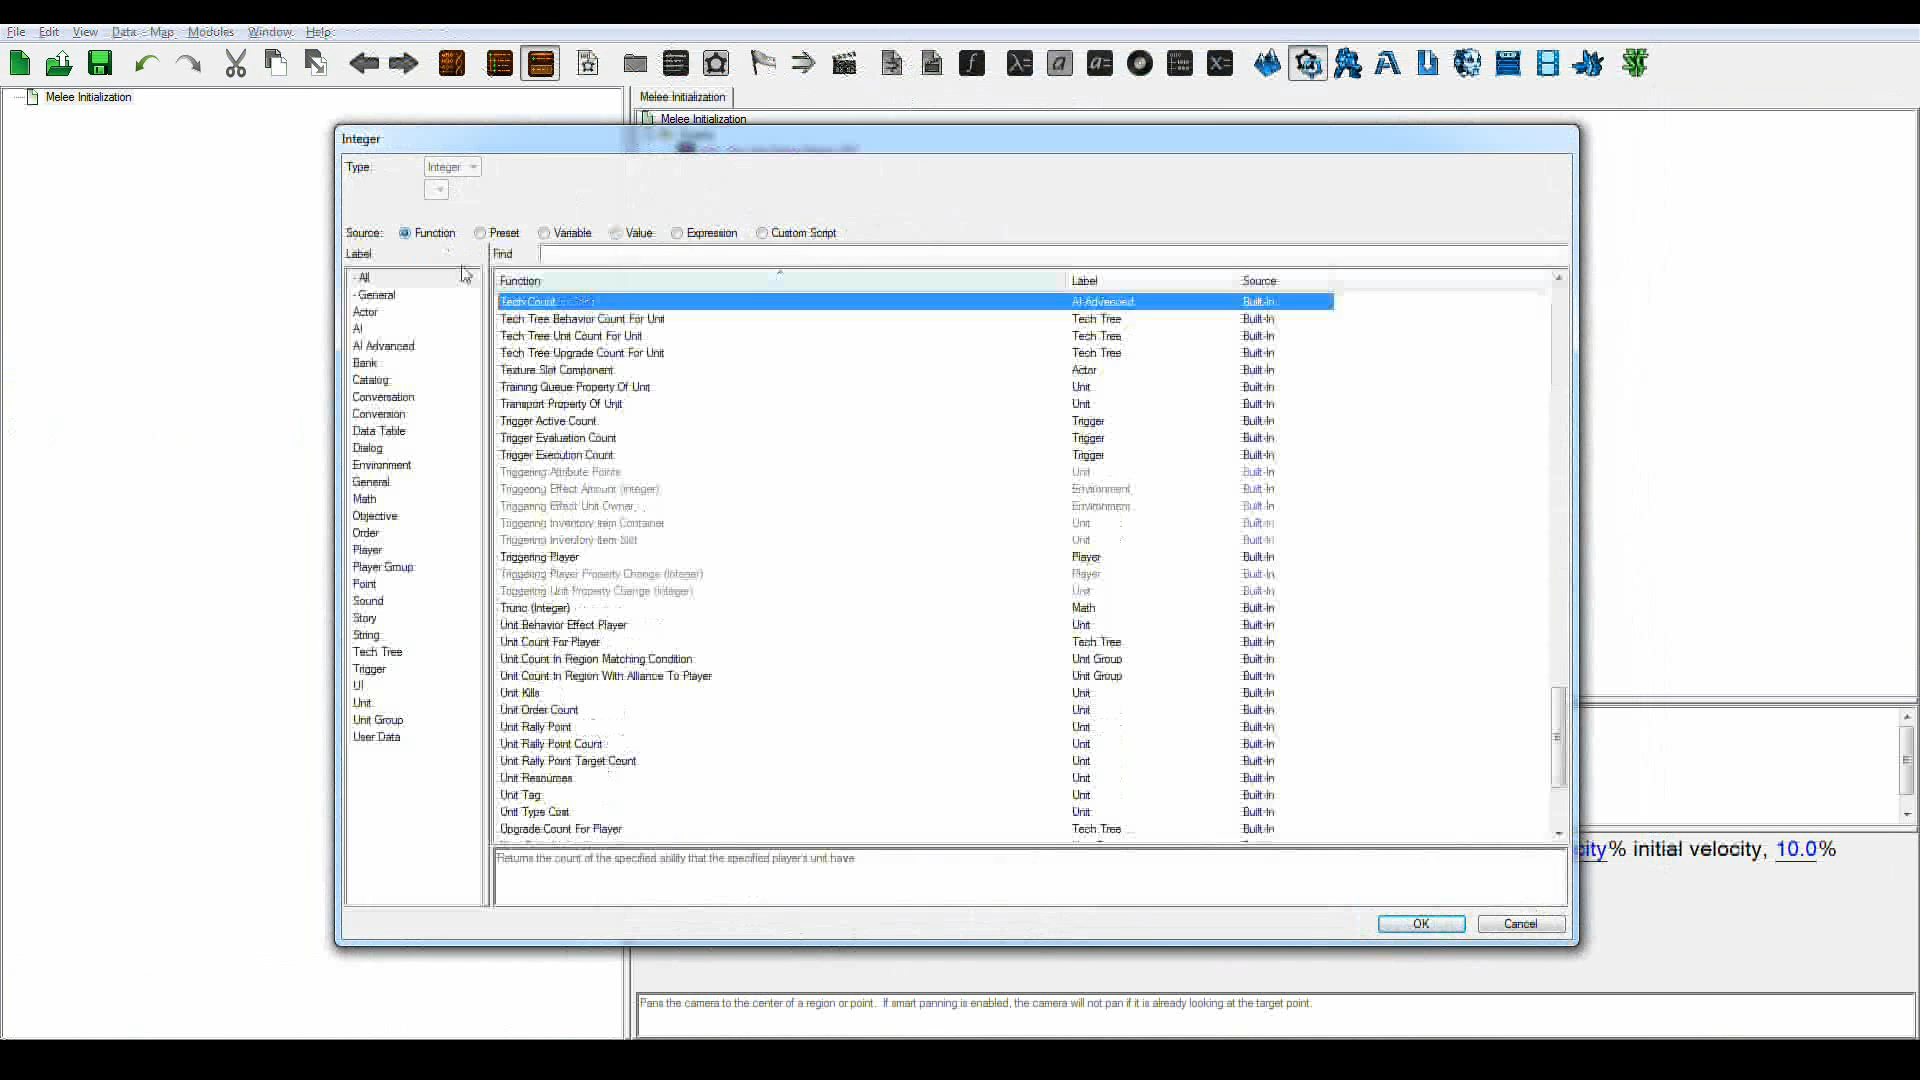 File Edit View Data Map Modules Window Help
Melee Initialization
Melee Initialization
Melee Initialization
Integer
Type: Integer
Source: Function Preset Variable Value Expression Custom Script
Label
- All
- General
Actor
AI
AI Advanced
Bank
Catalog
Conversation
Conversion
Data Table
Dialog
Environment
General
Math
Objective
Order
Player
Player Group
Point
Sound
Story
String
Tech Tree
Trigger
UI
Unit
Unit Group
User Data
Find
Function Label Source
Tech Count AI Advanced Built-In
Tech Tree Behavior Count For Unit Tech Tree Built-In
Tech Tree Unit Count For Unit Tech Tree Built-In
Tech Tree Upgrade Count For Unit Tech Tree Built-In
Texture Slot Component Actor Built-In
Training Queue Property Of Unit Unit Built-In
Transport Property Of Unit Unit Built-In
Trigger Active Count Trigger Built-In
Trigger Evaluation Count Trigger Built-In
Trigger Execution Count Trigger Built-In
Triggering Attribute Points Unit Built-In
Triggering Effect Amount (Integer) Environment Built-In
Triggering Effect Unit Owner Environment Built-In
Triggering Inventory Item Container Unit Built-In
Triggering Inventory Item Slot Unit Built-In
Triggering Player Player Built-In
Triggering Player Property Change (Integer) Player Built-In
Triggering Unit Property Change (Integer) Unit Built-In
Trunc (Integer) Math Built-In
Unit Behavior Effect Player Unit Built-In
Unit Count For Player Tech Tree Built-In
Unit Count In Region Matching Condition Unit Group Built-In
Unit Count In Region With Alliance To Player Unit Group Built-In
Unit Kills Unit Built-In
Unit Order Count Unit Built-In
Unit Rally Point Unit Built-In
Unit Rally Point Count Unit Built-In
Unit Rally Point Target Count Unit Built-In
Unit Resources Unit Built-In
Unit Tag Unit Built-In
Unit Type Cost Unit Built-In
Upgrade Count For Player Tech Tree Built-In
Returns the count of the specified ability that the specified player's unit have
OK Cancel
city% initial velocity, 10.0%
Pans the camera to the center of a region or point. If smart panning is enabled, the camera will not pan if it is already looking at the target point.